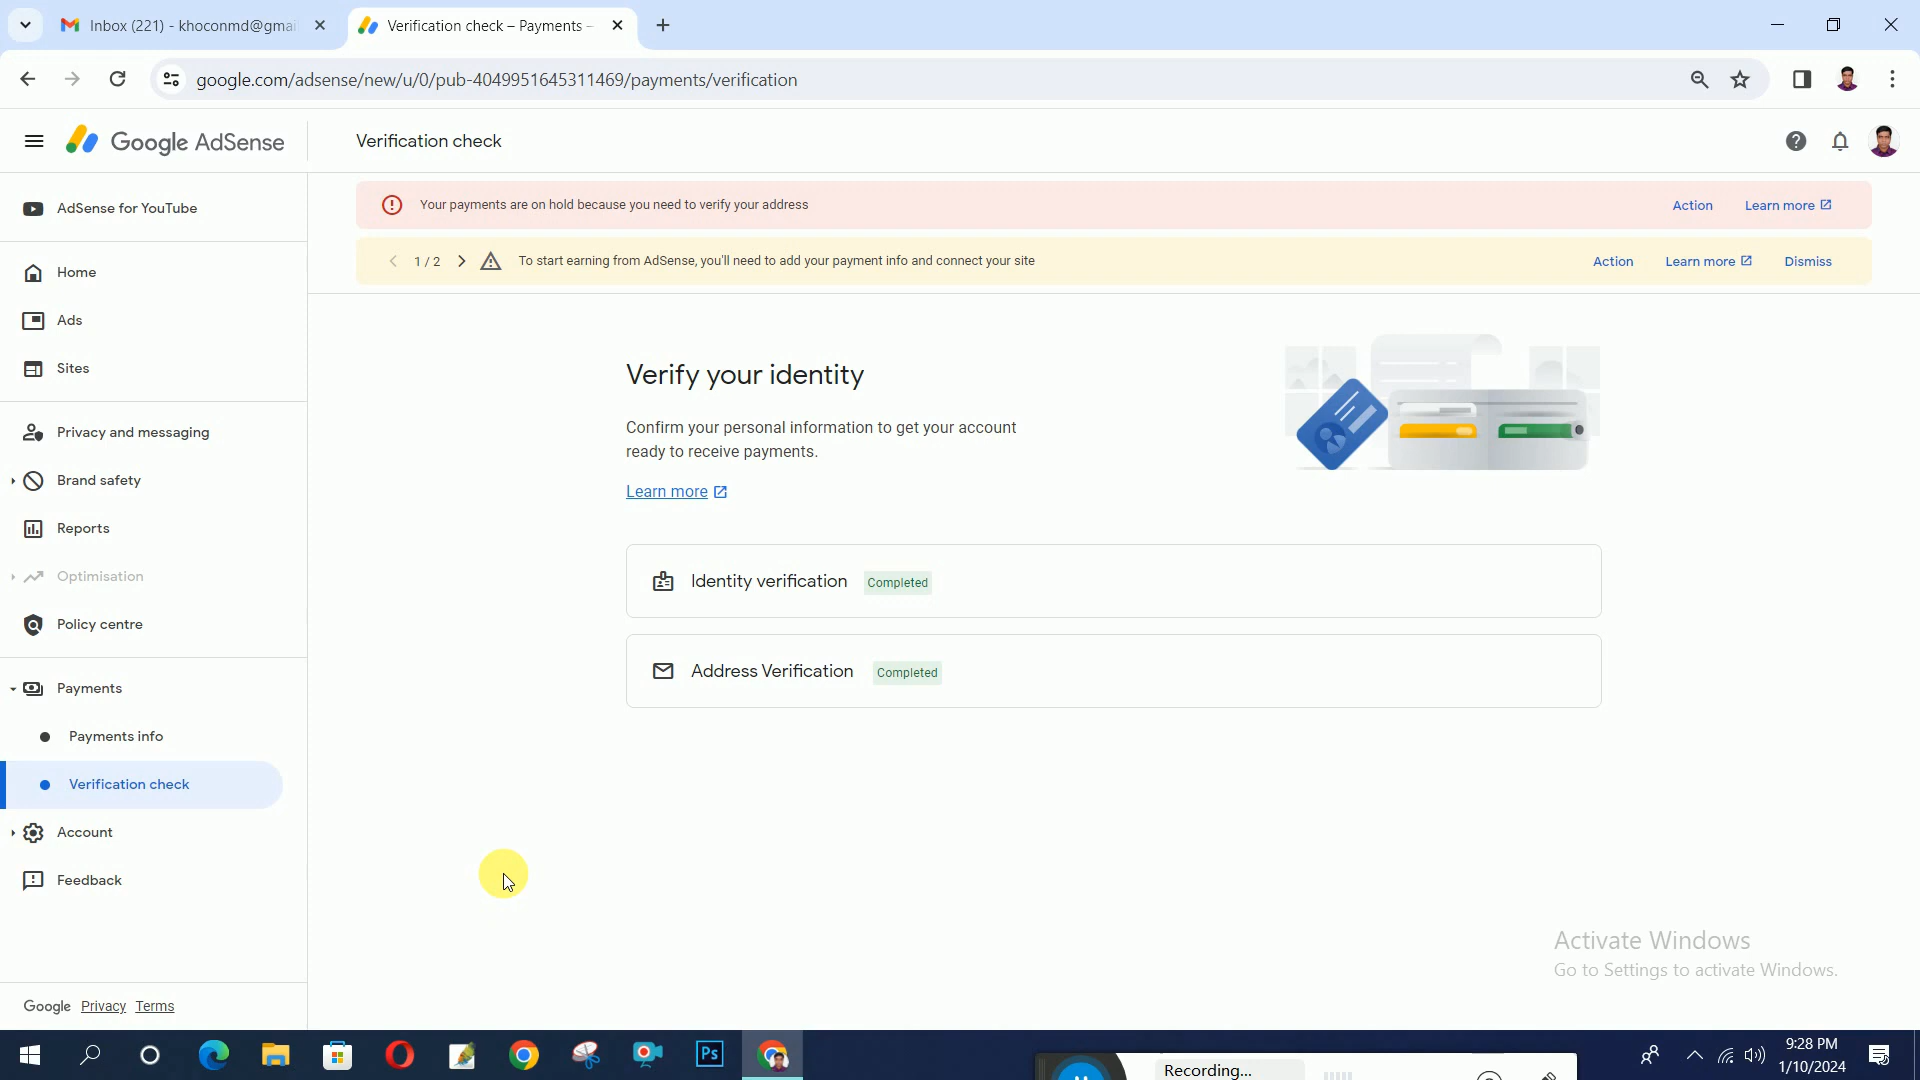 Inbox (221) - khoconmd@gmai
Verification check – Payments –
google.com/adsense/new/u/0/pub-4049951645311469/payments/verification
Google AdSense
Verification check
Your payments are on hold because you need to verify your address
Action
Learn more
1 / 2
To start earning from AdSense, you'll need to add your payment info and connect your site
Action
Learn more
Dismiss
AdSense for YouTube
Home
Ads
Sites
Privacy and messaging
Brand safety
Reports
Optimisation
Policy centre
Payments
Payments info
Verification check
Account
Feedback
Google Privacy Terms
Verify your identity
Confirm your personal information to get your account
ready to receive payments.
Learn more
Identity verification Completed
Address Verification Completed
Activate Windows
Go to Settings to activate Windows.
Ps
Recording...
9:28 PM
1/10/2024